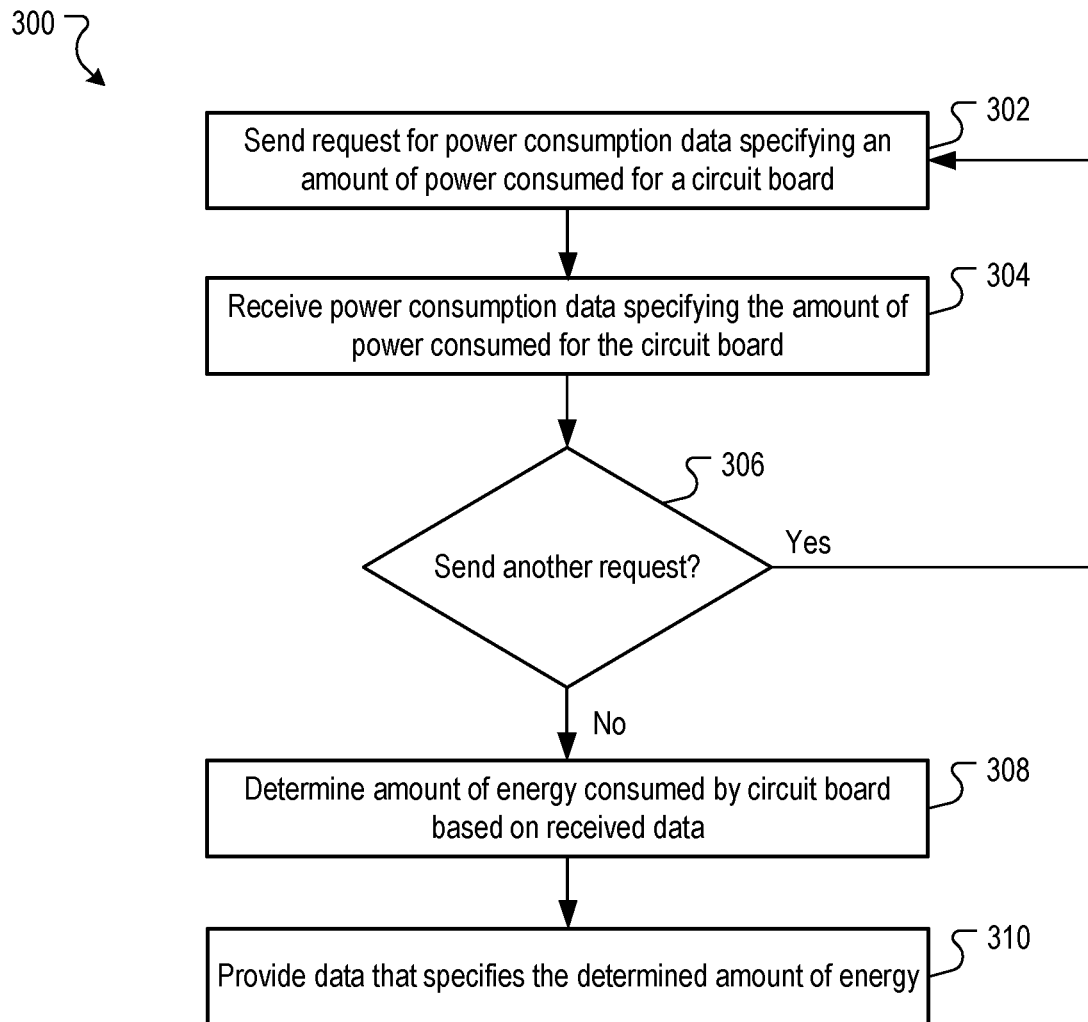 300
302
Send request for power consumption data specifying an
amount of power consumed for a circuit board
304
Receive power consumption data specifying the amount of
power consumed for the circuit board
306
Send another request?
Yes
No
308
Determine amount of energy consumed by circuit board
based on received data
310
Provide data that specifies the determined amount of energy